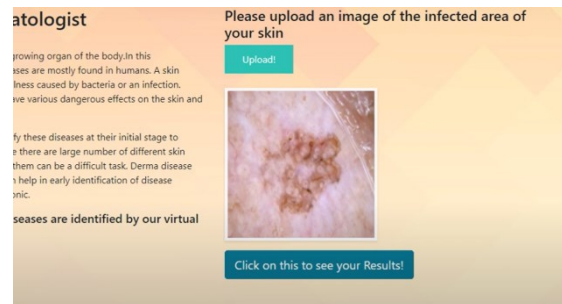 atologist
growing organ of the body.In this
ases are mostly found in humans. A skin
llness caused by bacteria or an infection.
ave various dangerous effects on the skin and
fy these diseases at their initial stage to
e there are large number of different skin
them can be a difficult task. Derma disease
n help in early identification of disease
onic.
seases are identified by our virtual
Please upload an image of the infected area of
your skin
Upload!
Click on this to see your Results!